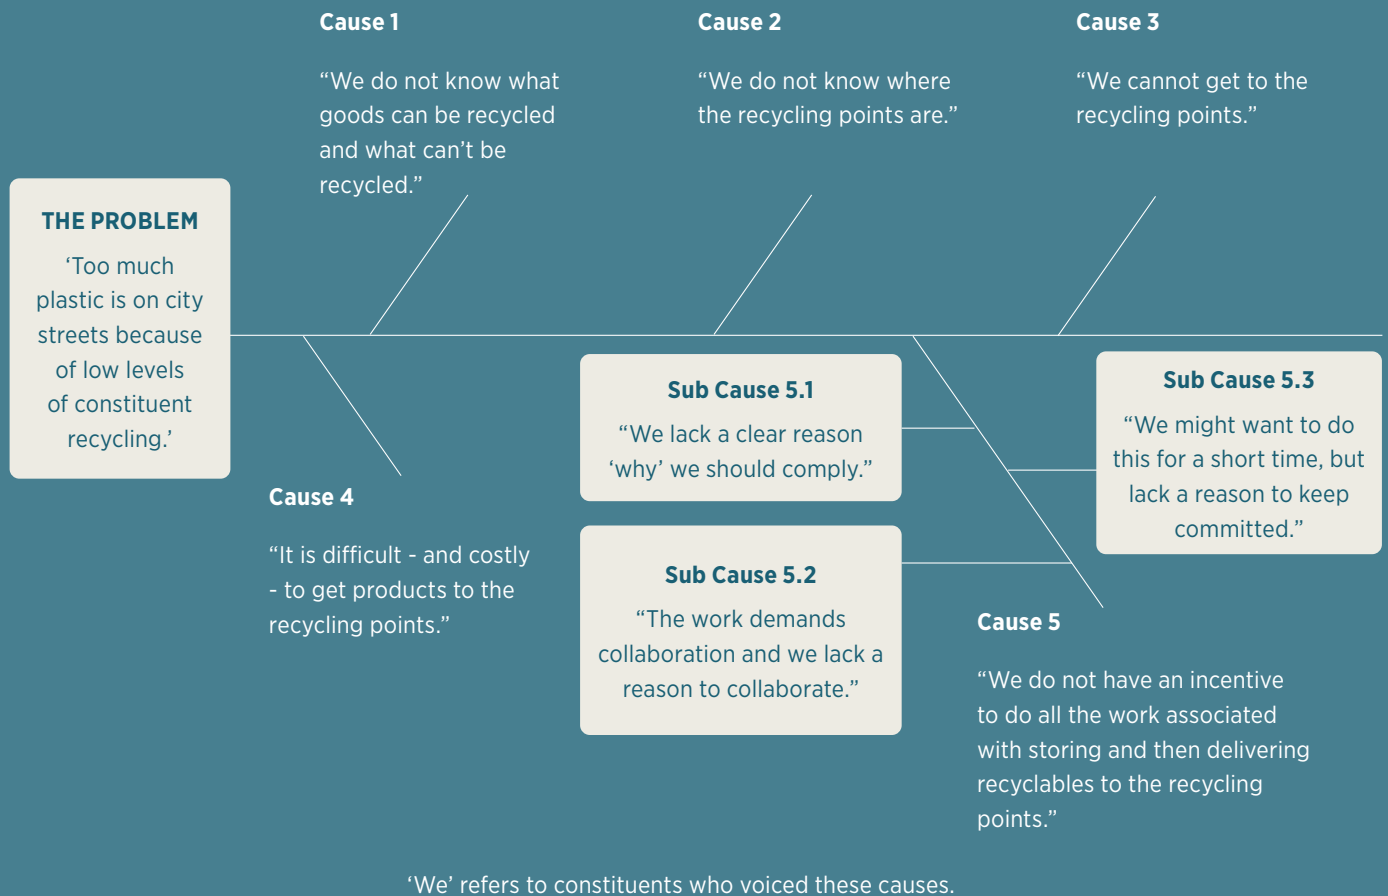 Cause 1
“We do not know what
goods can be recycled
and what can’t be
recycled.”
Cause 2
“We do not know where
the recycling points are.”
Cause 3
“We cannot get to the
recycling points.”
THE PROBLEM
‘Too much
plastic is on city
streets because
of low levels
of constituent
recycling.’
Cause 4
“It is difficult - and costly
- to get products to the
recycling points.”
Sub Cause 5.1
“We lack a clear reason
‘why’ we should comply.”
Sub Cause 5.2
“The work demands
collaboration and we lack a
reason to collaborate.”
Sub Cause 5.3
“We might want to do
this for a short time, but
lack a reason to keep
committed.”
Cause 5
“We do not have an incentive
to do all the work associated
with storing and then delivering
recyclables to the recycling
points.”
‘We’ refers to constituents who voiced these causes.